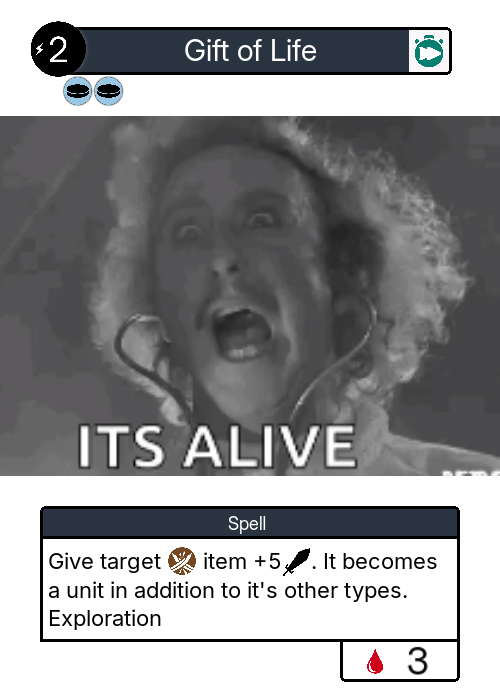 2
Gift of Life
ITS ALIVE
Spell
Give target item +5. It becomes
a unit in addition to it's other types.
Exploration
3